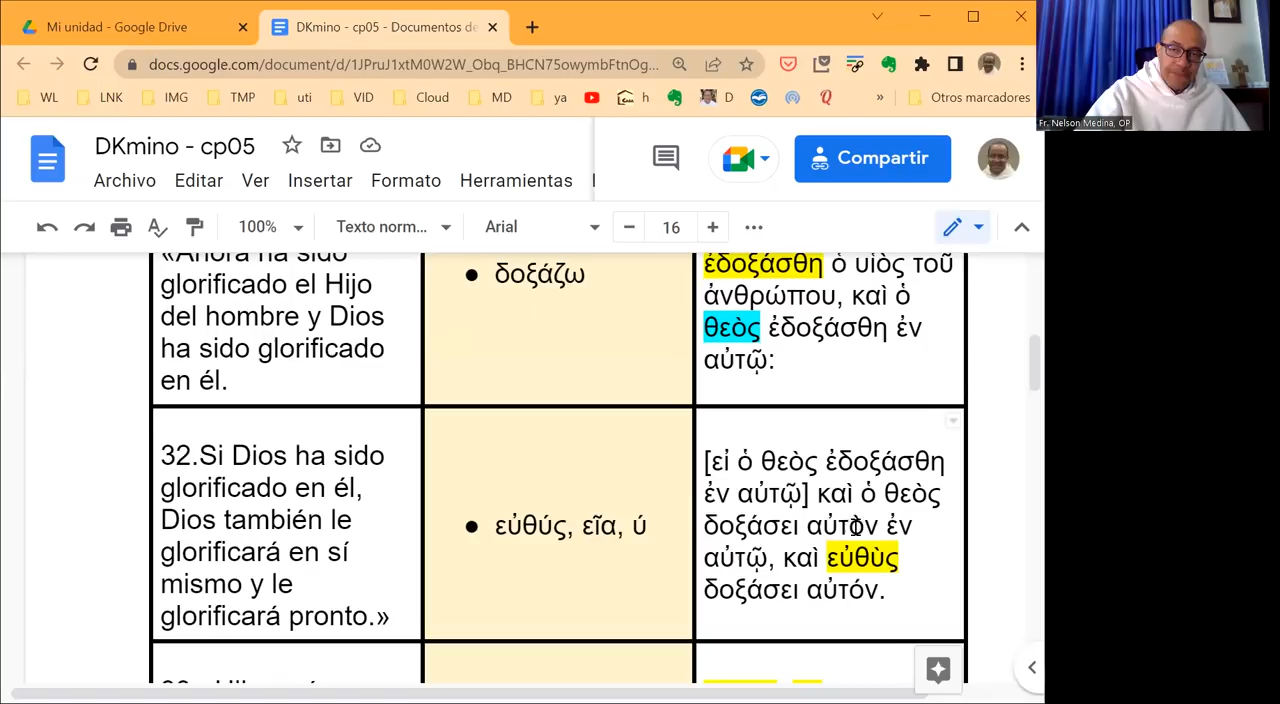 Mi unidad - Google Drive
DKmino - cp05 - Documentos de
docs.google.com/document/d/1JPruJ1xtM0W2W_Obq_BHCN75owymbFtnOg...
WL LNK IMG TMP uti VID Cloud MD ya h D » Otros marcadores
Fr. Nelson Medina, OP
DKmino - cp05
Compartir
Archivo Editar Ver Insertar Formato Herramientas
100% Texto norm... Arial 16
«Ahora ha sido
glorificado el Hijo
del hombre y Dios
ha sido glorificado
en él.
● δοξάζω
ἐδοξάσθη ὁ υἱὸς τοῦ
ἀνθρώπου, καὶ ὁ
θεὸς ἐδοξάσθη ἐν
αὐτῷ:
32.Si Dios ha sido
glorificado en él,
Dios también le
glorificará en sí
mismo y le
glorificará pronto.»
● εὐθύς, εῖα, ύ
[εἰ ὁ θεὸς ἐδοξάσθη
ἐν αὐτῷ] καὶ ὁ θεὸς
δοξάσει αὐτὸν ἐν
αὐτῷ, καὶ εὐθὺς
δοξάσει αὐτόν.